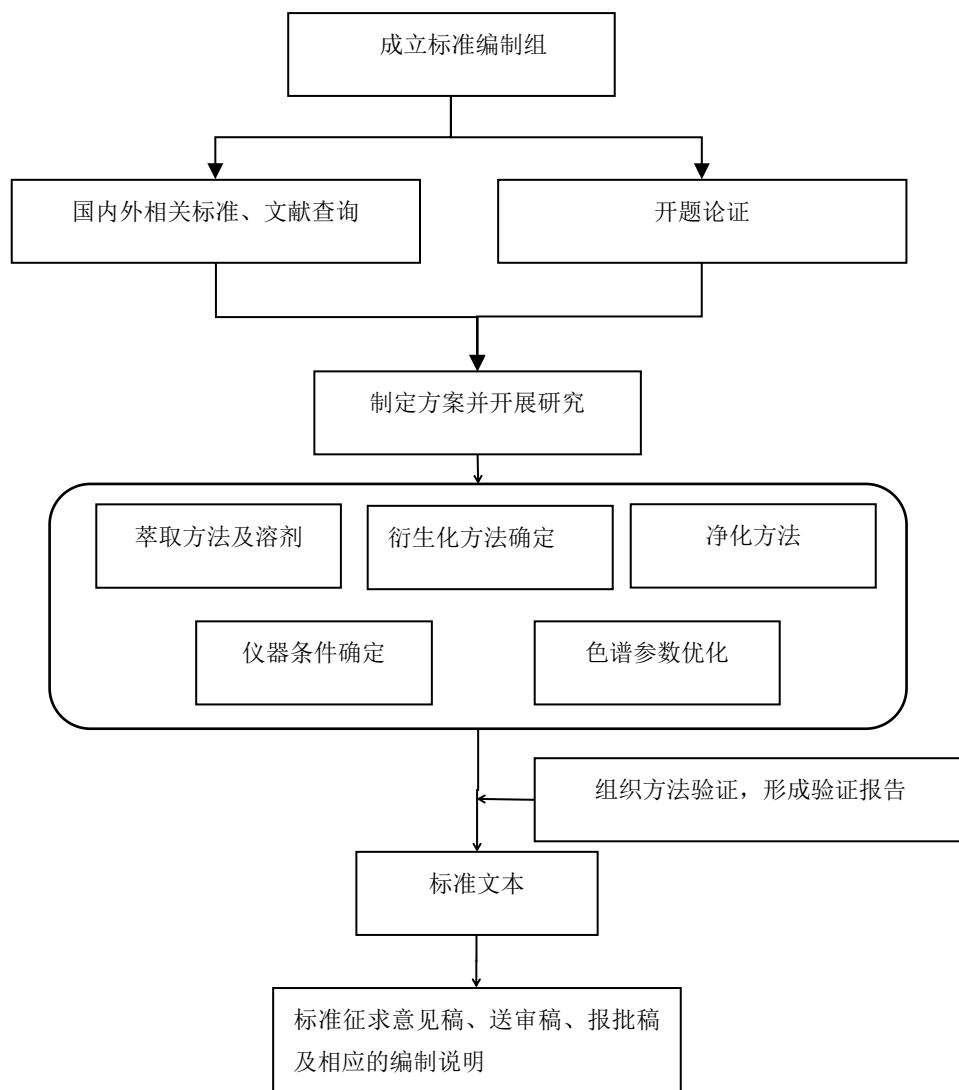 成立标准编制组
国内外相关标准、文献查询
开题论证
制定方案并开展研究
萃取方法及溶剂
衍生化方法确定
净化方法
仪器条件确定
色谱参数优化
组织方法验证，形成验证报告
标准文本
标准征求意见稿、送审稿、报批稿
及相应的编制说明